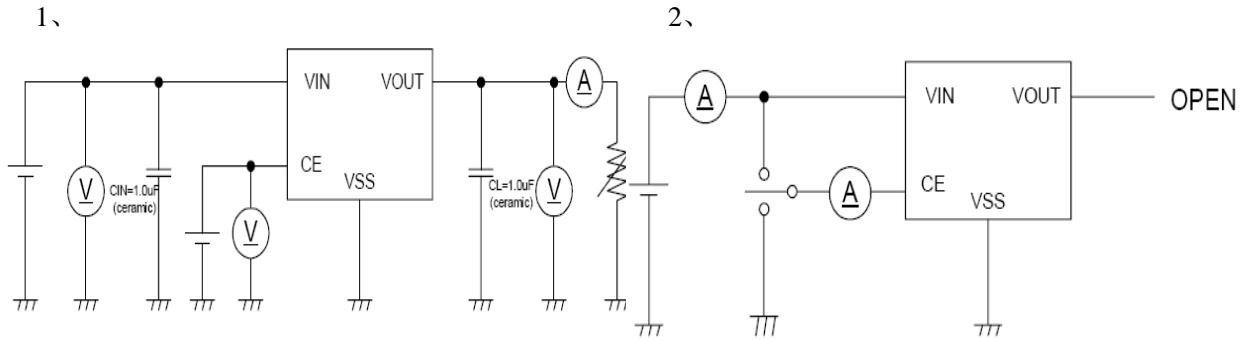 1、
VIN VOUT
CE
VSS
A
V
CIN=1.0uF
(ceramic)
V
CL=1.0uF
(ceramic)
V
2、
A
VIN VOUT
OPEN
A
CE
VSS